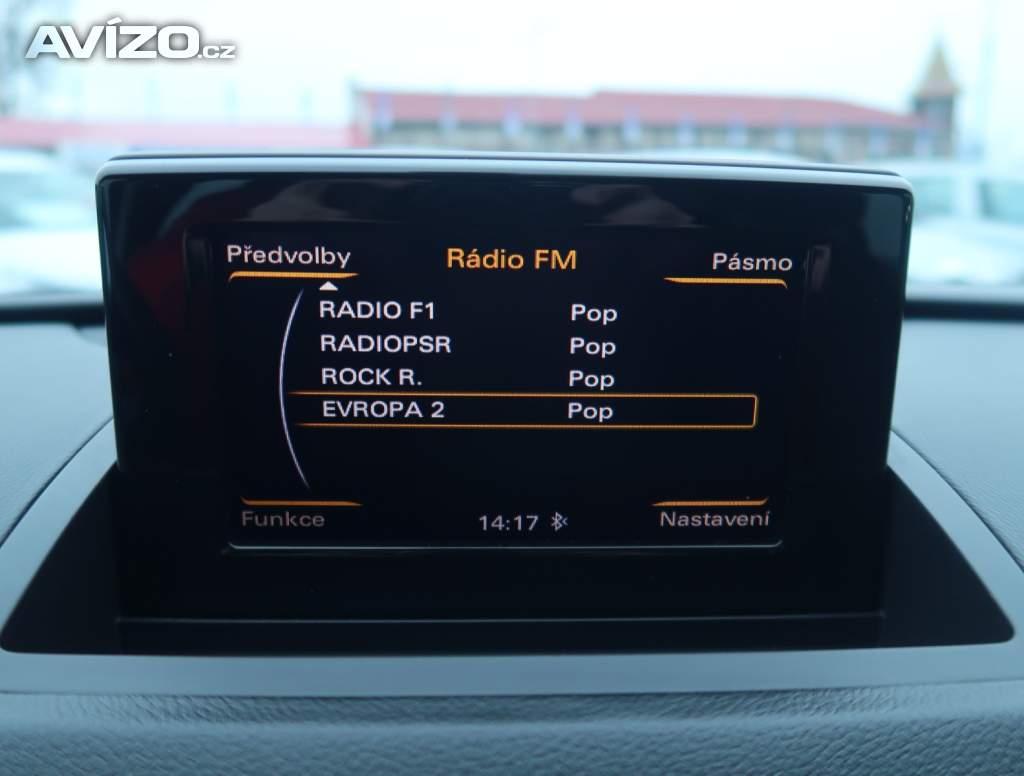 AVÍZO.cz
Předvolby Rádio FM Pásmo
RADIO F1 Pop
RADIOPSR Pop
ROCK R. Pop
EVROPA 2 Pop
Funkce 14:17 Nastavení